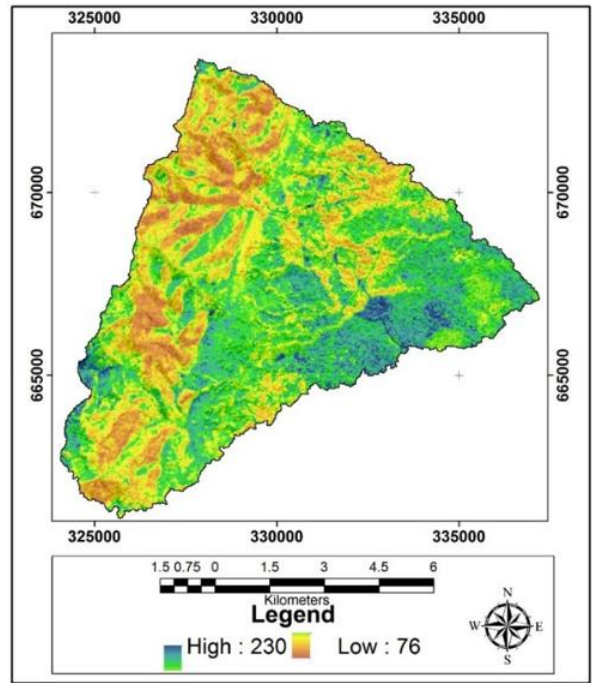 325000 330000 335000
670000 670000
665000 665000
325000 330000 335000
1.5 0.75 0 1.5 3 4.5 6
Kilometers
Legend
N
High : 230 Low : 76
W E
S